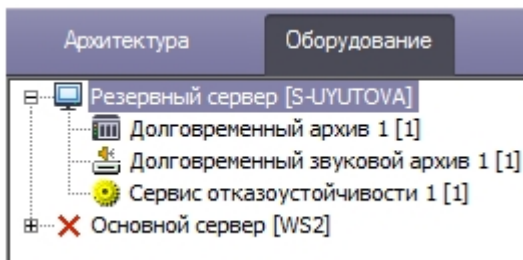 Архитектура
Оборудование
Резервный сервер [S-UYUTOVA]
Долговременный архив 1 [1]
Долговременный звуковой архив 1 [1]
Сервис отказоустойчивости 1 [1]
Основной сервер [WS2]